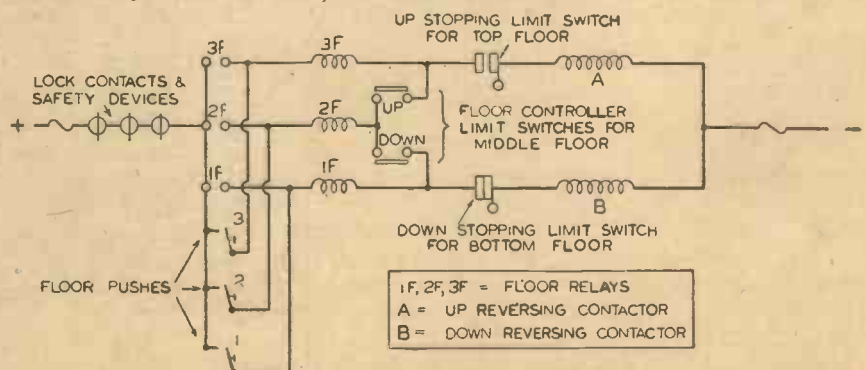 UP STOPPING LIMIT SWITCH
FOR TOP FLOOR
3F
3F
A
LOCK CONTACTS &
SAFETY DEVICES
2F
2F
UP
DOWN
FLOOR CONTROLLER
LIMIT SWITCHES FOR
MIDDLE FLOOR
+
-
1F
1F
B
3
DOWN STOPPING LIMIT SWITCH
FOR BOTTOM FLOOR
FLOOR PUSHES
2
1
1F, 2F, 3F = FLOOR RELAYS
A = UP REVERSING CONTACTOR
B = DOWN REVERSING CONTACTOR